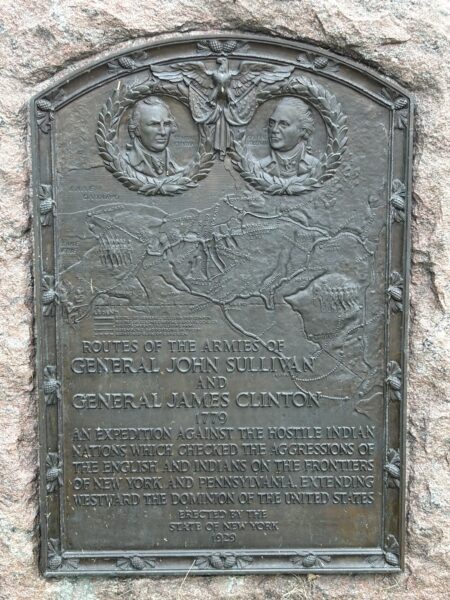 ROUTES OF THE ARMIES OF
GENERAL JOHN SULLIVAN
AND
GENERAL JAMES CLINTON
1779
AN EXPEDITION AGAINST THE HOSTILE INDIAN
NATIONS WHICH CHECKED THE AGGRESSIONS
OF THE ENGLISH AND INDIANS ON THE FRONTIERS
OF NEW YORK AND PENNSYLVANIA, EXTENDING
WESTWARD THE DOMINION OF THE UNITED STATES
ERECTED BY THE
STATE OF NEW YORK
1929